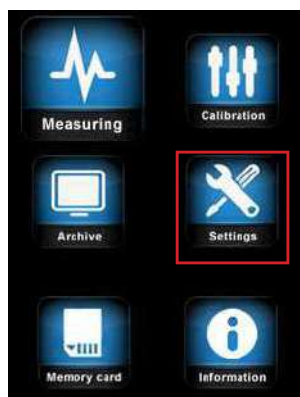 Measuring
Calibration
Archive
Settings
Memory card
Information